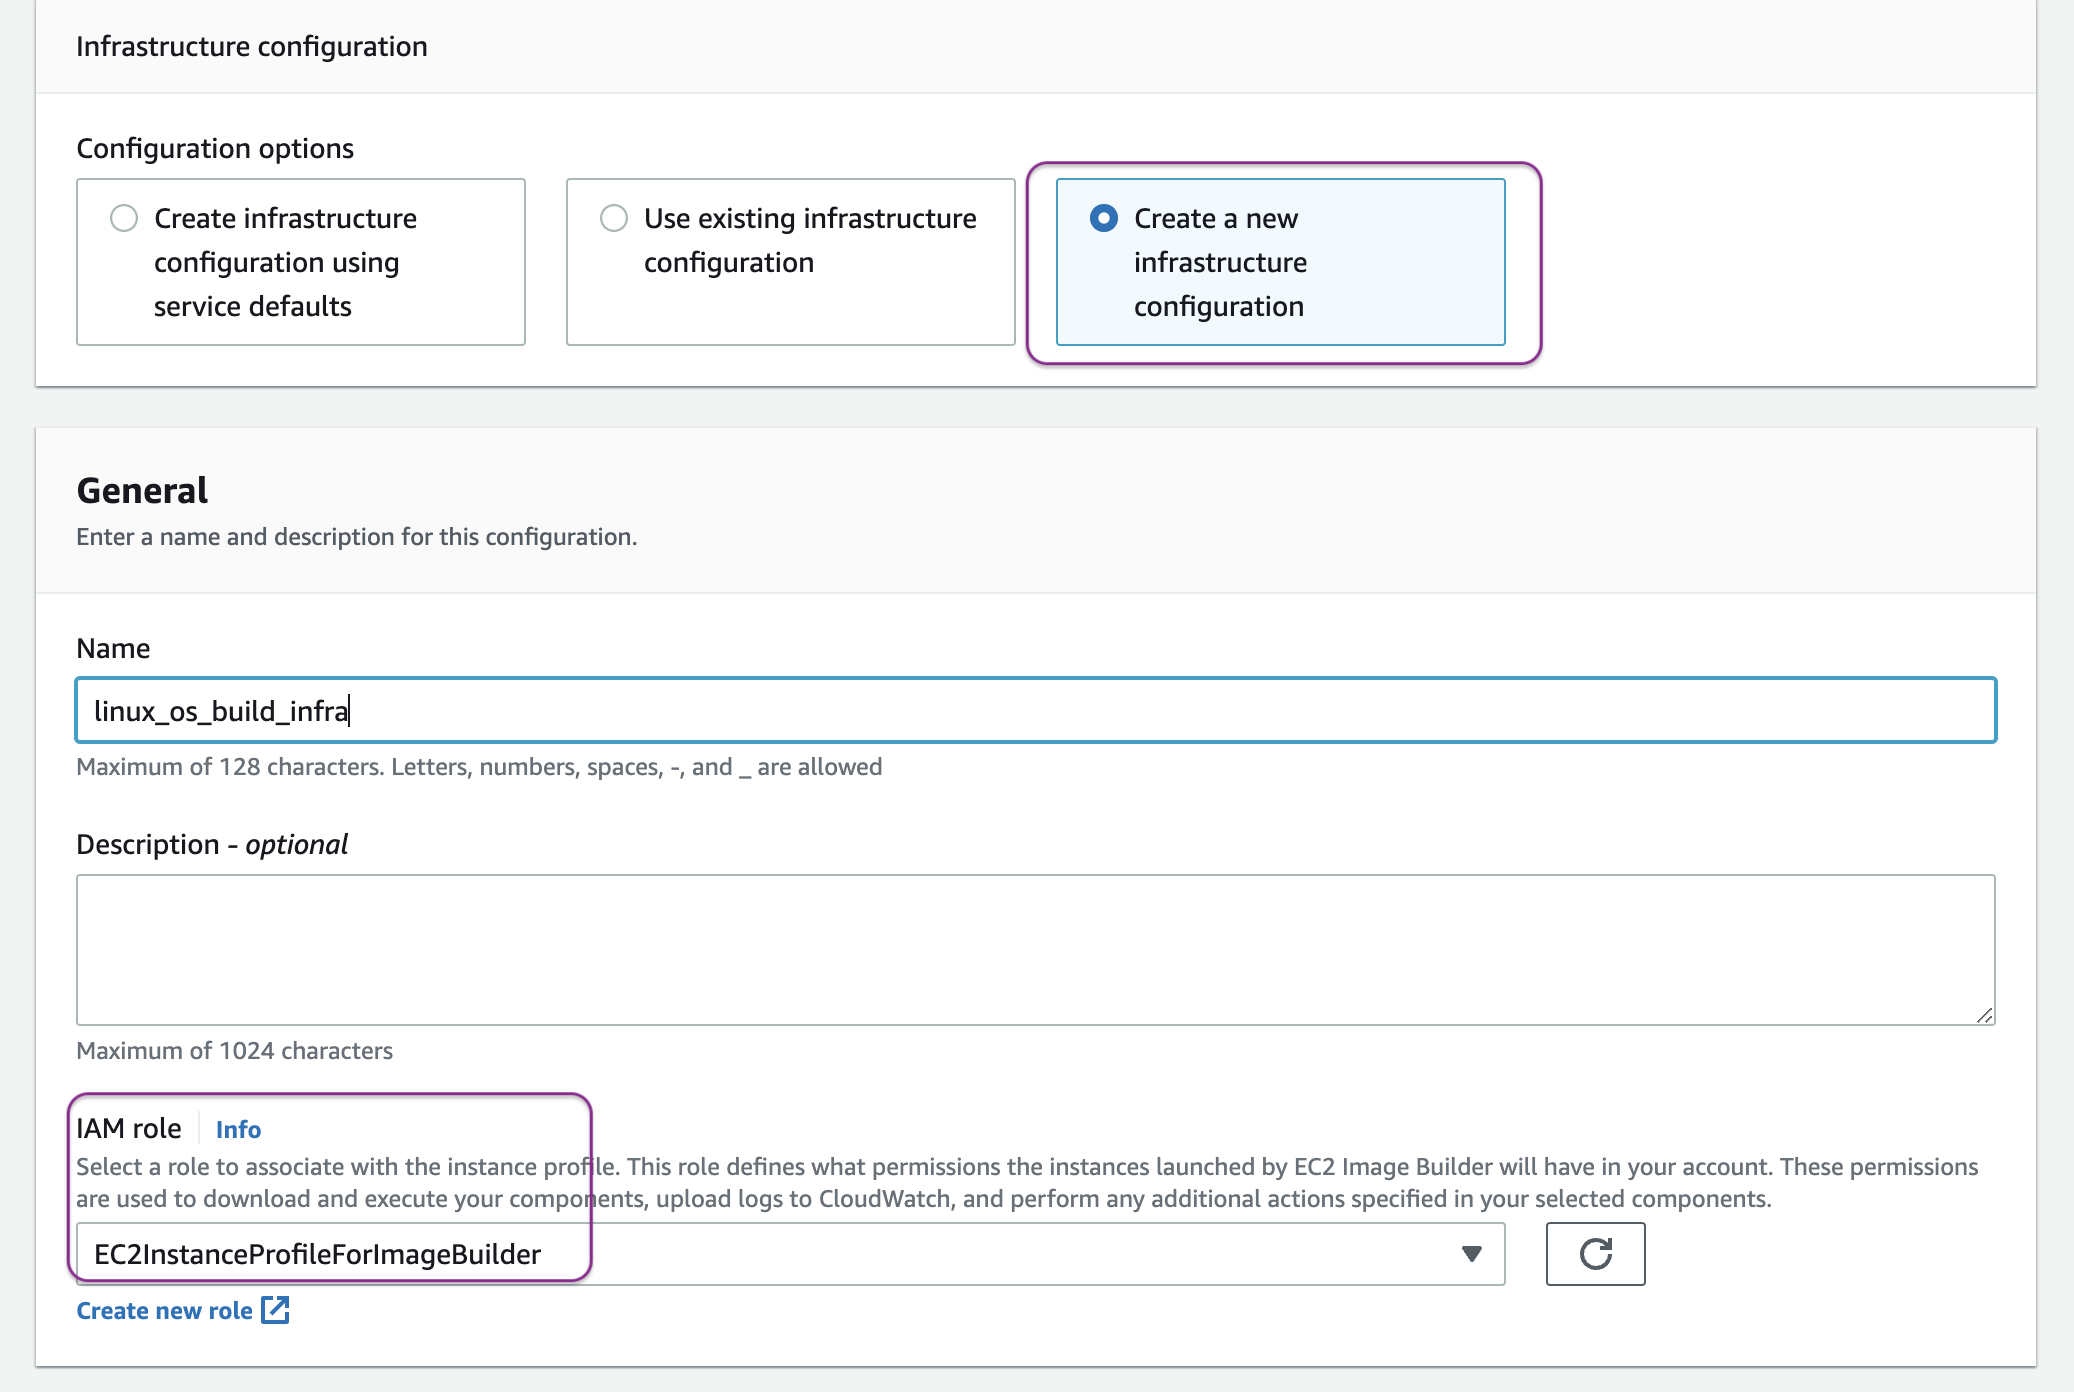 Infrastructure configuration
Configuration options
Create infrastructure
configuration using
service defaults
Use existing infrastructure
configuration
Create a new
infrastructure
configuration
General
Enter a name and description for this configuration.
Name
linux_os_build_infra
Maximum of 128 characters. Letters, numbers, spaces, -, and _ are allowed
Description - optional
Maximum of 1024 characters
IAM role Info
Select a role to associate with the instance profile. This role defines what permissions the instances launched by EC2 Image Builder will have in your account. These permissions
are used to download and execute your components, upload logs to CloudWatch, and perform any additional actions specified in your selected components.
EC2InstanceProfileForImageBuilder
Create new role